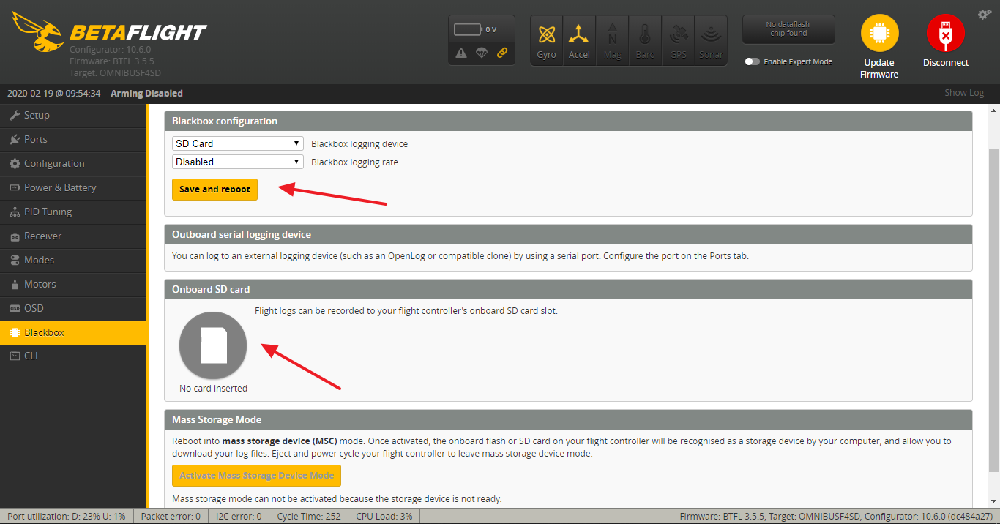 BETAFLIGHT
Configurator: 10.6.0
Firmware: BTFL 3.5.5
Target: OMNIBUSF4SD
0 V
Gyro
Accel
Mag
Baro
GPS
Sonar
No dataflash
chip found
Enable Expert Mode
Update
Firmware
Disconnect
2020-02-19 @ 09:54:34 -- Arming Disabled
Show Log
Setup
Ports
Configuration
Power & Battery
PID Tuning
Receiver
Modes
Motors
OSD
Blackbox
CLI
Blackbox configuration
SD Card
Blackbox logging device
Disabled
Blackbox logging rate
Save and reboot
Outboard serial logging device
You can log to an external logging device (such as an OpenLog or compatible clone) by using a serial port. Configure the port on the Ports tab.
Onboard SD card
Flight logs can be recorded to your flight controller's onboard SD card slot.
No card inserted
Mass Storage Mode
Reboot into mass storage device (MSC) mode. Once activated, the onboard flash or SD card on your flight controller will be recognised as a storage device by your computer, and allow you to
download your log files. Eject and power cycle your flight controller to leave mass storage device mode.
Activate Mass Storage Device Mode
Mass storage mode can not be activated because the storage device is not ready.
Port utilization: D: 23% U: 1%
Packet error: 0
I2C error: 0
Cycle Time: 252
CPU Load: 3%
Firmware: BTFL 3.5.5, Target: OMNIBUSF4SD, Configurator: 10.6.0 (dc484a27)